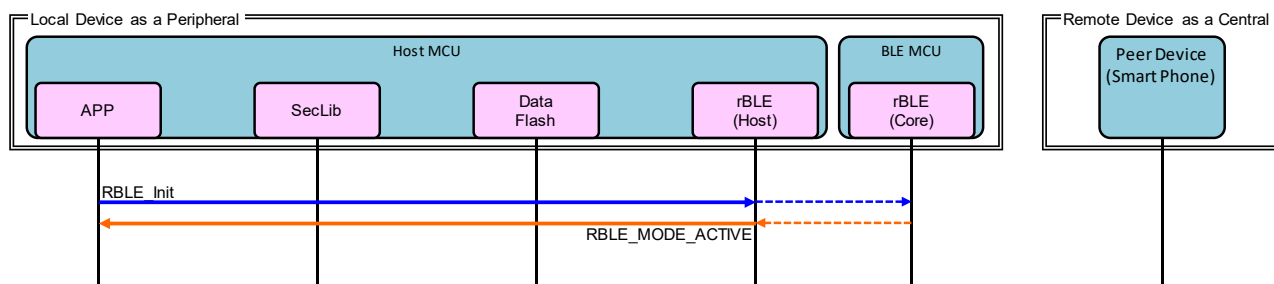 Local Device as a Peripheral
Remote Device as a Central
Host MCU
BLE MCU
Peer Device
(Smart Phone)
APP
SecLib
Data
Flash
rBLE
(Host)
rBLE
(Core)
RBLE_Init
RBLE_MODE_ACTIVE